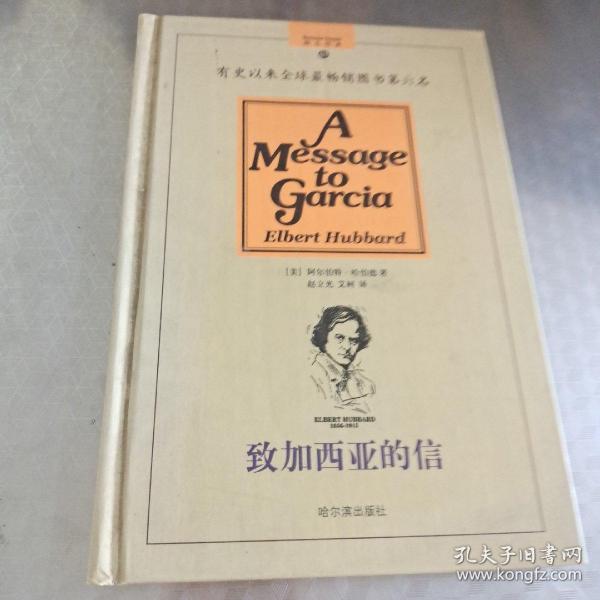 有史以来全球最畅销图书第六名
A
Message
to
Garcia
Elbert Hubbard
[美] 阿尔伯特·哈伯德 著
赵立光 艾柯 译
ELBERT HUBBARD
1856-1915
致加西亚的信
哈尔滨出版社
孔夫子旧书网
www.kongfz.com